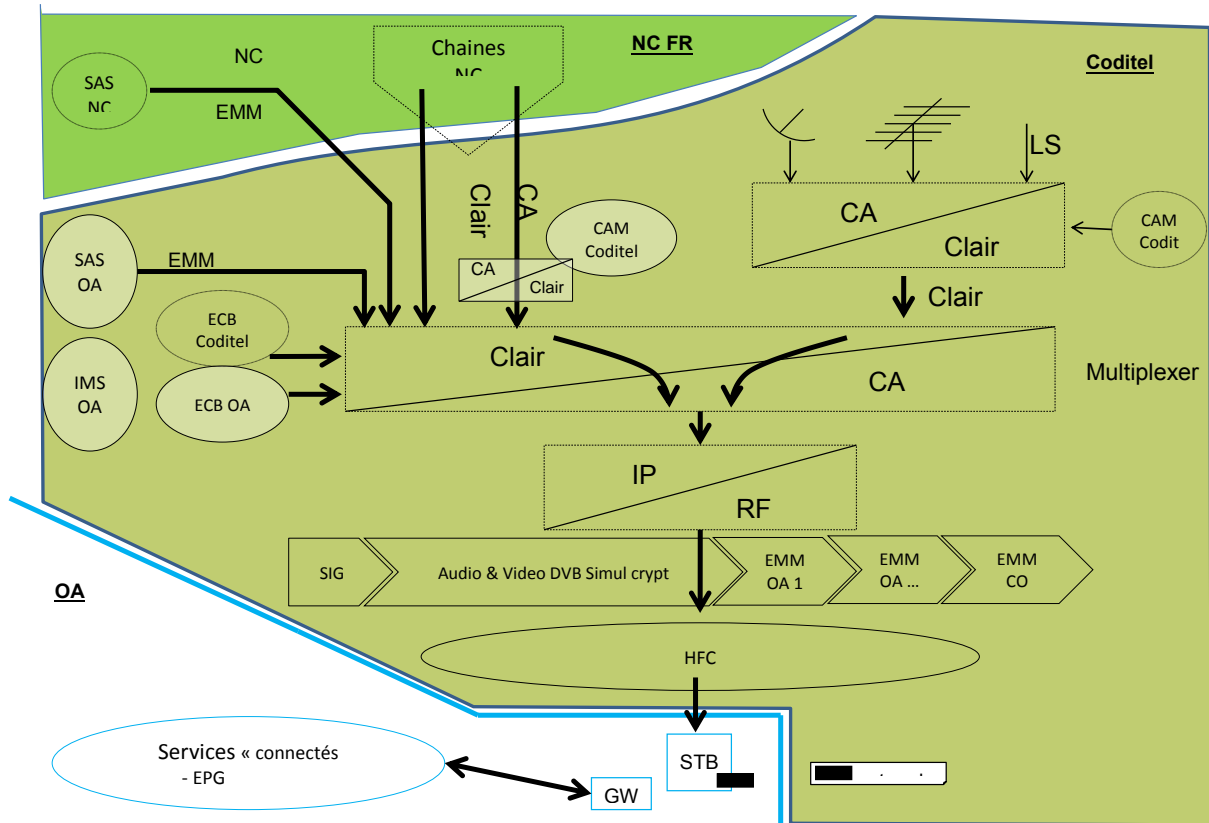 NC FR
Chaines
NC
NC
SAS
NC
EMM
Coditel
LS
CA
Clair
CA
Clair
CAM
Coditel
CAM
Codit
CA
Clair
SAS
OA
EMM
Clair
ECB
Coditel
Clair
CA
Multiplexer
IMS
OA
ECB OA
IP
RF
SIG
Audio & Video DVB Simul crypt
EMM
OA 1
EMM
OA ...
EMM
CO
OA
HFC
Services « connectés
- EPG
STB
GW